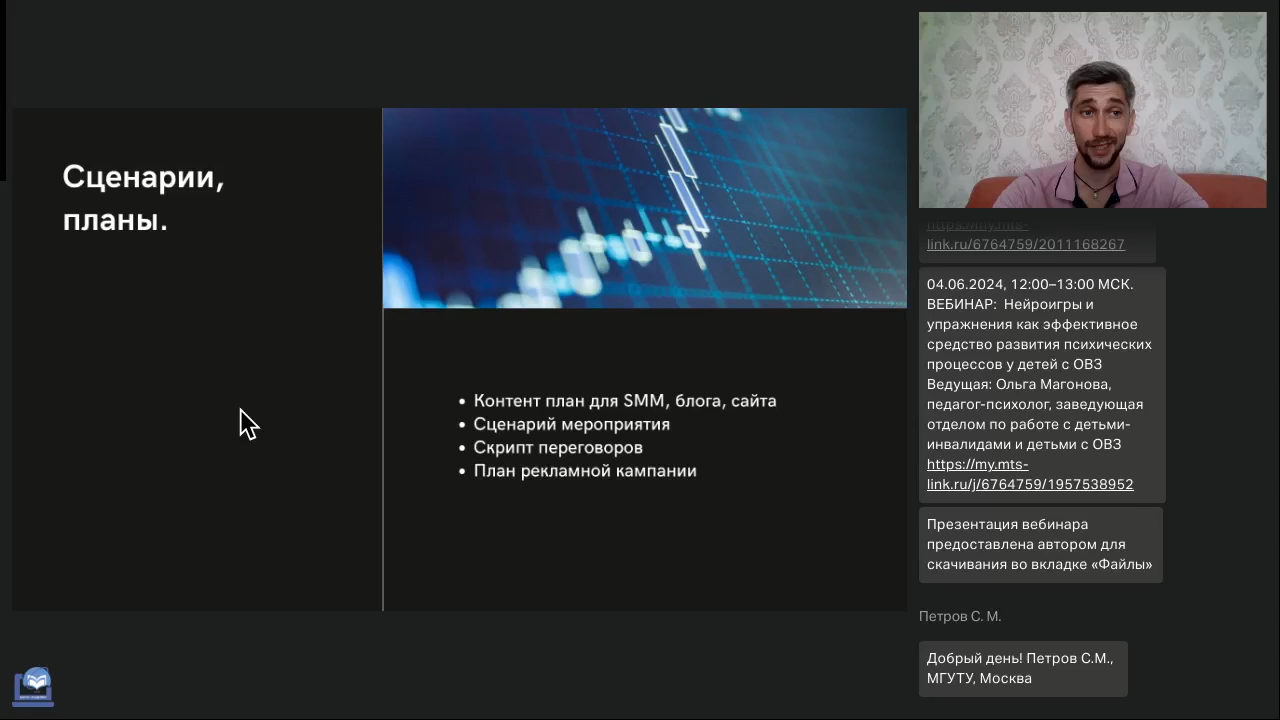 Сценарии,
планы.
• Контент план для SMM, блога, сайта
• Сценарий мероприятия
• Скрипт переговоров
• План рекламной кампании
https://my.mts-
link.ru/6764759/2011168267
04.06.2024, 12:00–13:00 МСК.
ВЕБИНАР:  Нейроигры и
упражнения как эффективное
средство развития психических
процессов у детей с ОВЗ
Ведущая: Ольга Магонова,
педагог-психолог, заведующая
отделом по работе с детьми-
инвалидами и детьми с ОВЗ
https://my.mts-
link.ru/j/6764759/1957538952
Презентация вебинара
предоставлена автором для
скачивания во вкладке «Файлы»
Петров С. М.
Добрый день! Петров С.М.,
МГУТУ, Москва